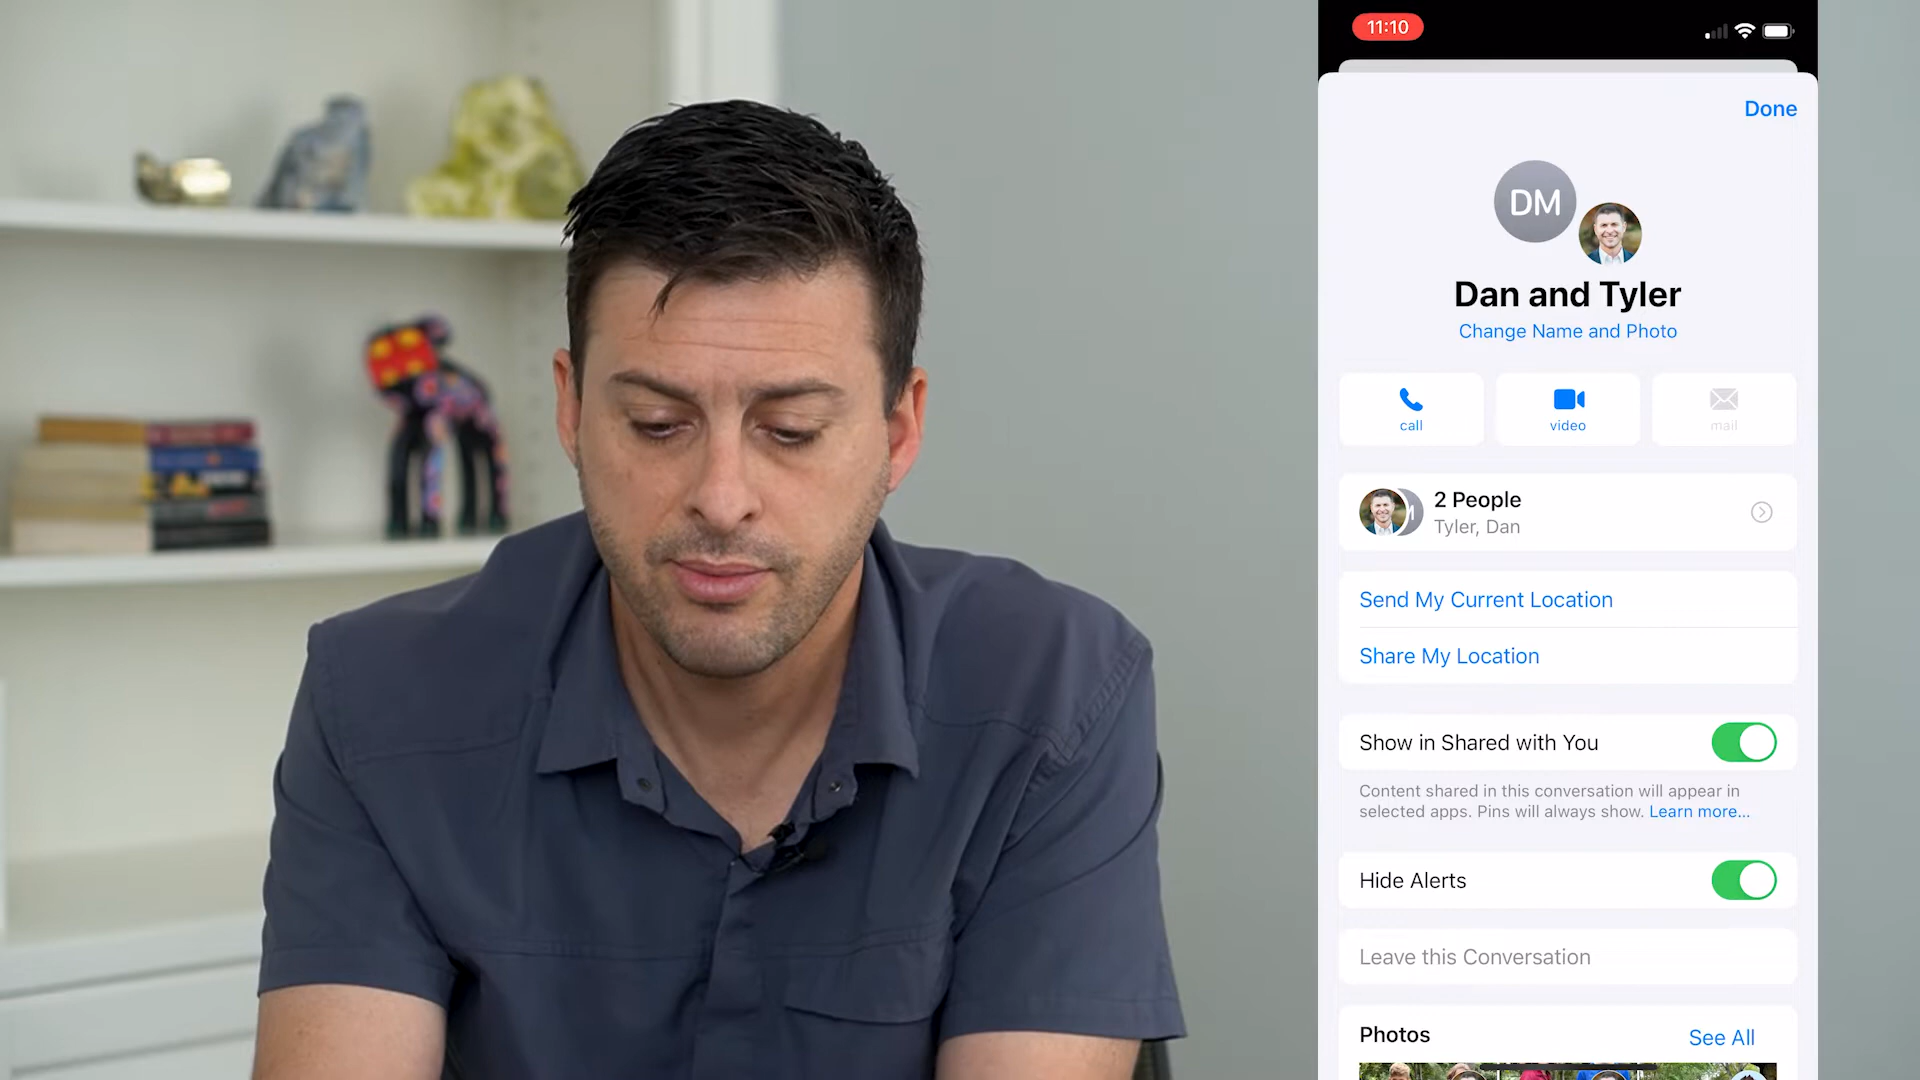 11:10
Done
DM
Dan and Tyler
Change Name and Photo
call
video
mail
2 People
Tyler, Dan
Send My Current Location
Share My Location
Show in Shared with You
Content shared in this conversation will appear in
selected apps. Pins will always show. Learn more...
Hide Alerts
Leave this Conversation
Photos
See All